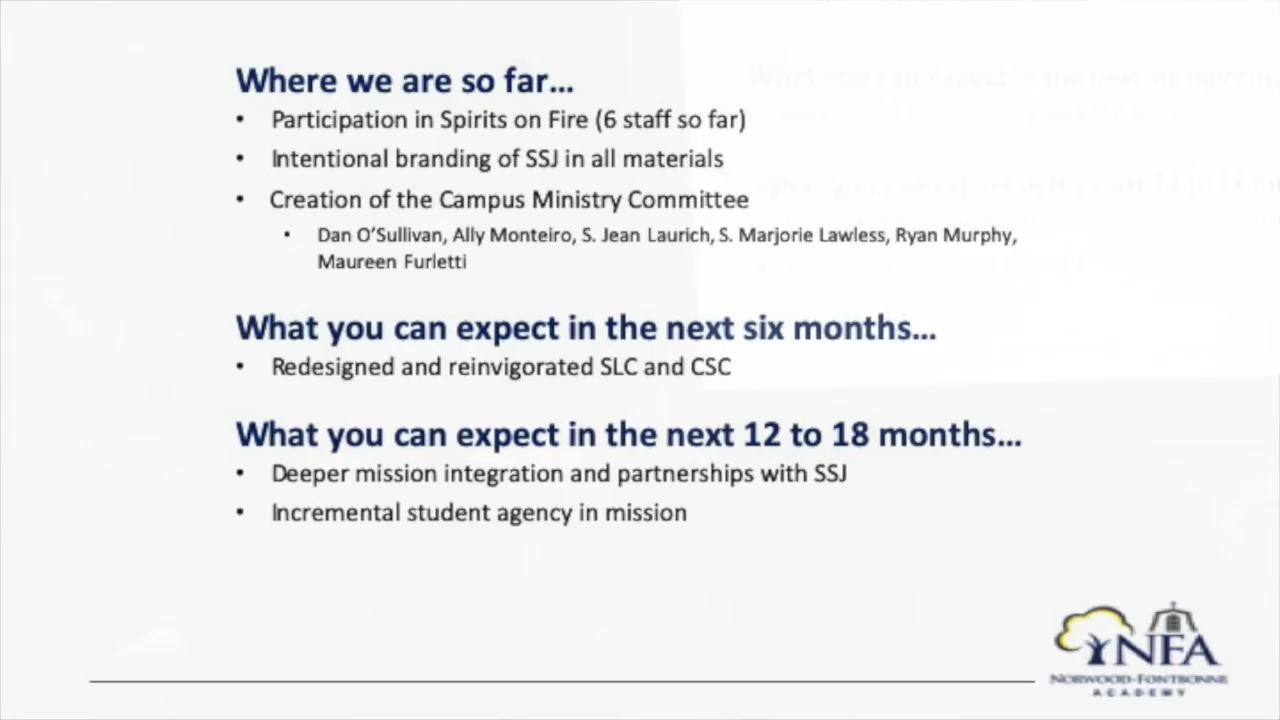 Where we are so far...
• Participation in Spirits on Fire (6 staff so far)
• Intentional branding of SSJ in all materials
• Creation of the Campus Ministry Committee
• Dan O'Sullivan, Ally Monteiro, S. Jean Laurich, S. Marjorie Lawless, Ryan Murphy,
Maureen Furletti
What you can expect in the next six months...
• Redesigned and reinvigorated SLC and CSC
What you can expect in the next 12 to 18 months...
• Deeper mission integration and partnerships with SSJ
• Incremental student agency in mission
NFA
NORWOOD-FONTBONNE
ACADEMY